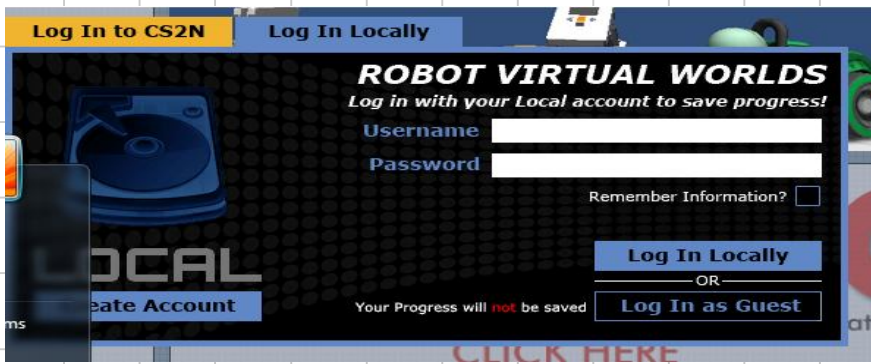 Log In to CS2N Log In Locally
ROBOT VIRTUAL WORLDS
Log in with your Local account to save progress!
Username
Password
Remember Information?
Log In Locally
LOCAL
OR
eate Account
Your Progress will not be saved
Log In as Guest
ms
at
CLICK HERE